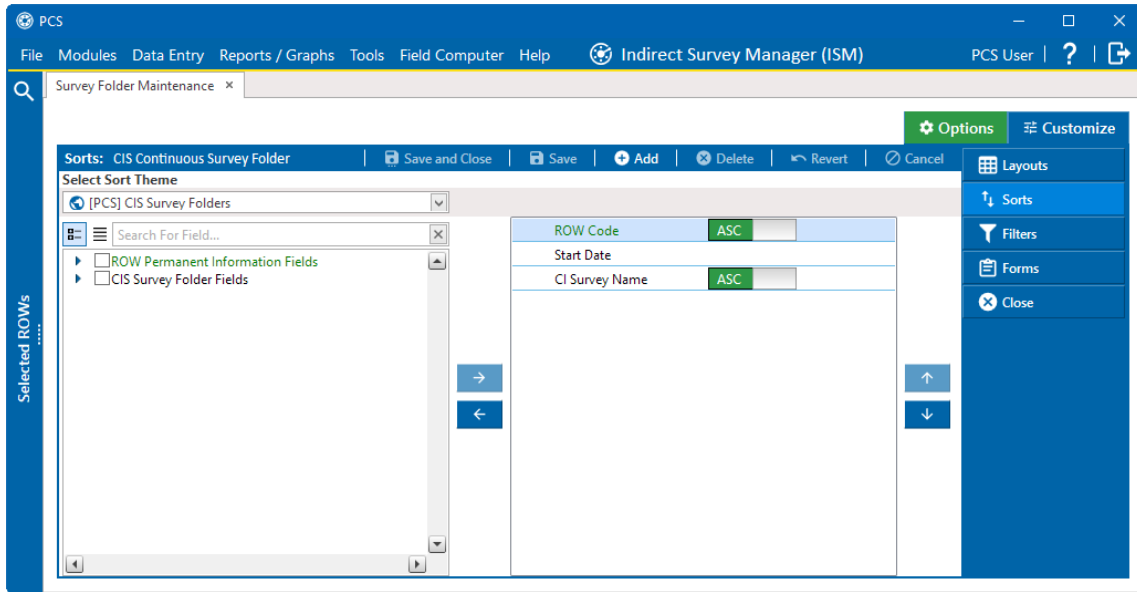 PCS
File Modules Data Entry Reports / Graphs Tools Field Computer Help Indirect Survey Manager (ISM) PCS User | ? |
Survey Folder Maintenance ×
Options Customize
Sorts: CIS Continuous Survey Folder | Save and Close | Save | Add | Delete | Revert | Cancel
Layouts
Select Sort Theme
[PCS] CIS Survey Folders
Sorts
Search For Field...
ROW Code ASC
Filters
ROW Permanent Information Fields
Start Date
CIS Survey Folder Fields
CI Survey Name ASC
Forms
Close
Selected ROWs